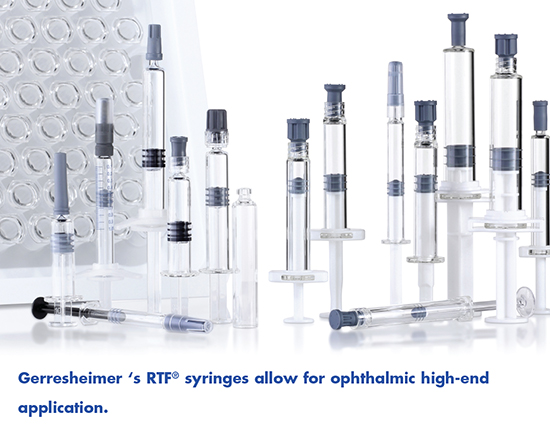 Gerresheimer ‘s RTF® syringes allow for ophthalmic high-end
application.